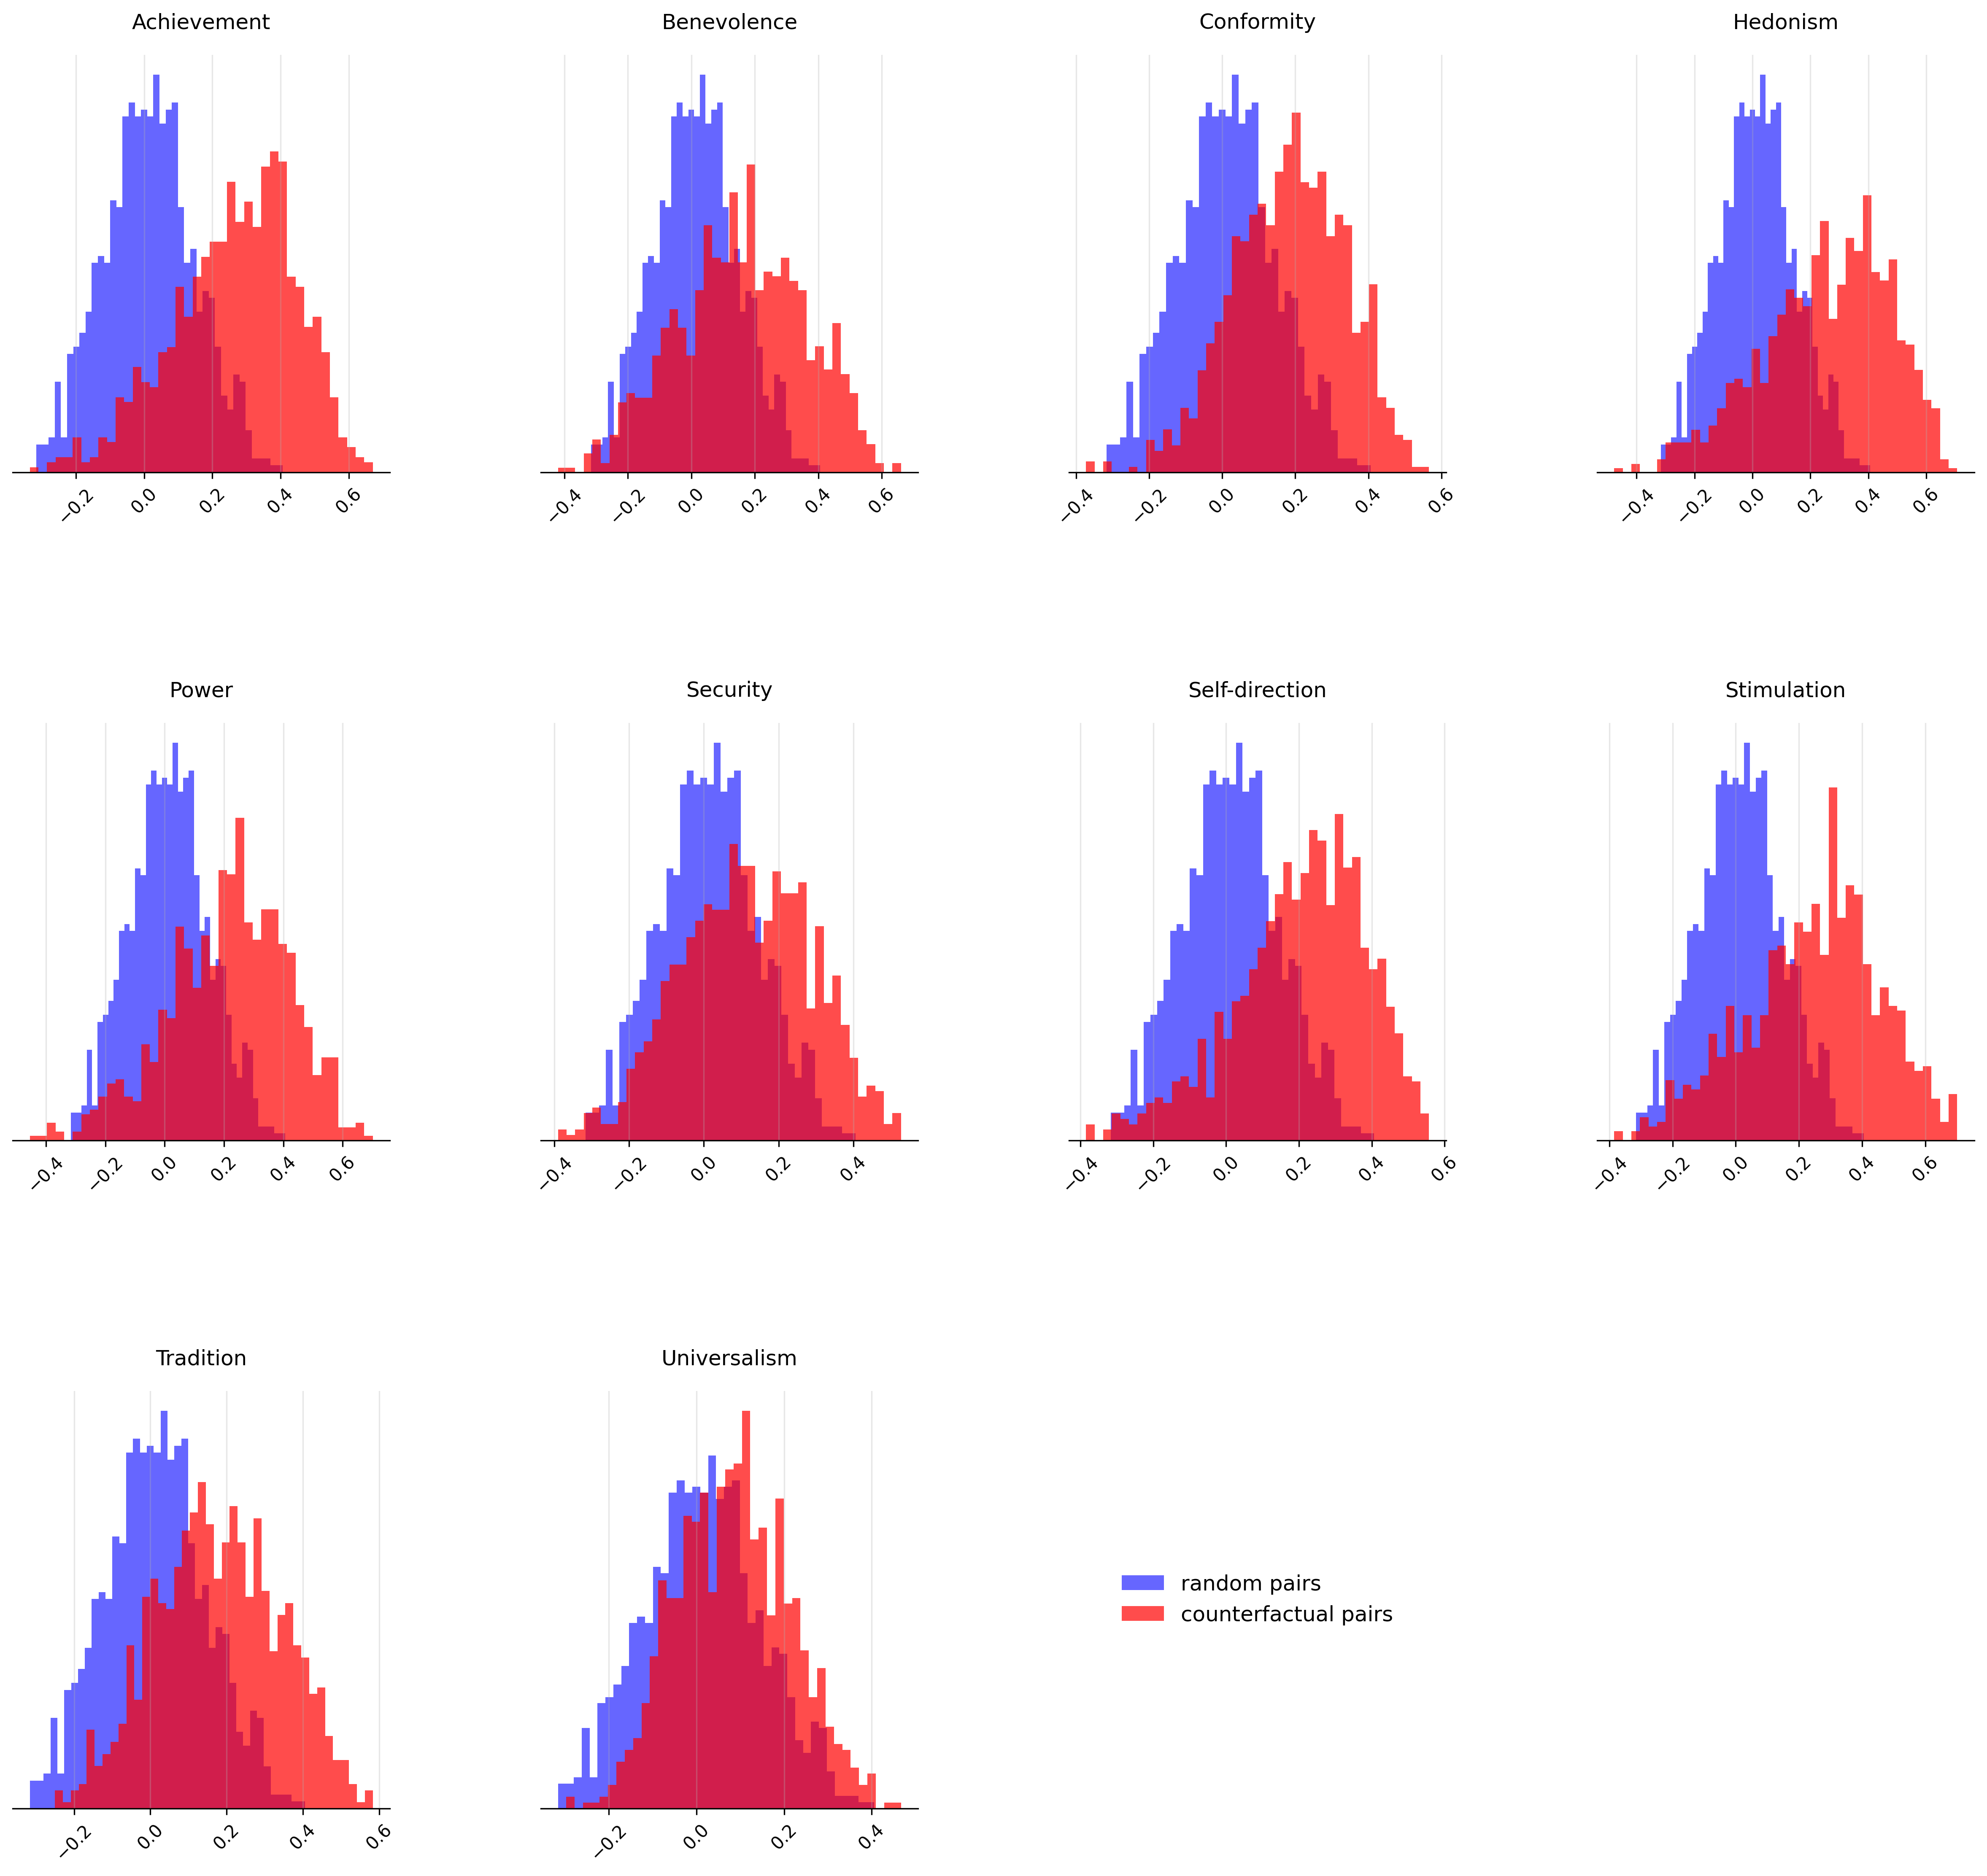 Achievement Benevolence Conformity Hedonism
−0.2 0.0 0.2 0.4 0.6 −0.4 −0.2 0.0 0.2 0.4 0.6 −0.4 −0.2 0.0 0.2 0.4 0.6 −0.4 −0.2 0.0 0.2 0.4 0.6
Power Security Self-direction Stimulation
−0.4 −0.2 0.0 0.2 0.4 0.6 −0.4 −0.2 0.0 0.2 0.4 −0.4 −0.2 0.0 0.2 0.4 0.6 −0.4 −0.2 0.0 0.2 0.4 0.6
Tradition Universalism
random pairs
counterfactual pairs
−0.2 0.0 0.2 0.4 0.6 −0.2 0.0 0.2 0.4